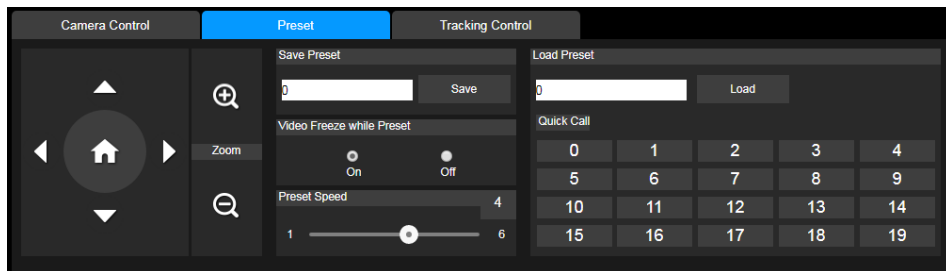 Camera Control Preset Tracking Control
Save Preset
0 Save
Zoom
Video Freeze while Preset
On Off
Preset Speed
4
1 6
Load Preset
0 Load
Quick Call
0 1 2 3 4
5 6 7 8 9
10 11 12 13 14
15 16 17 18 19